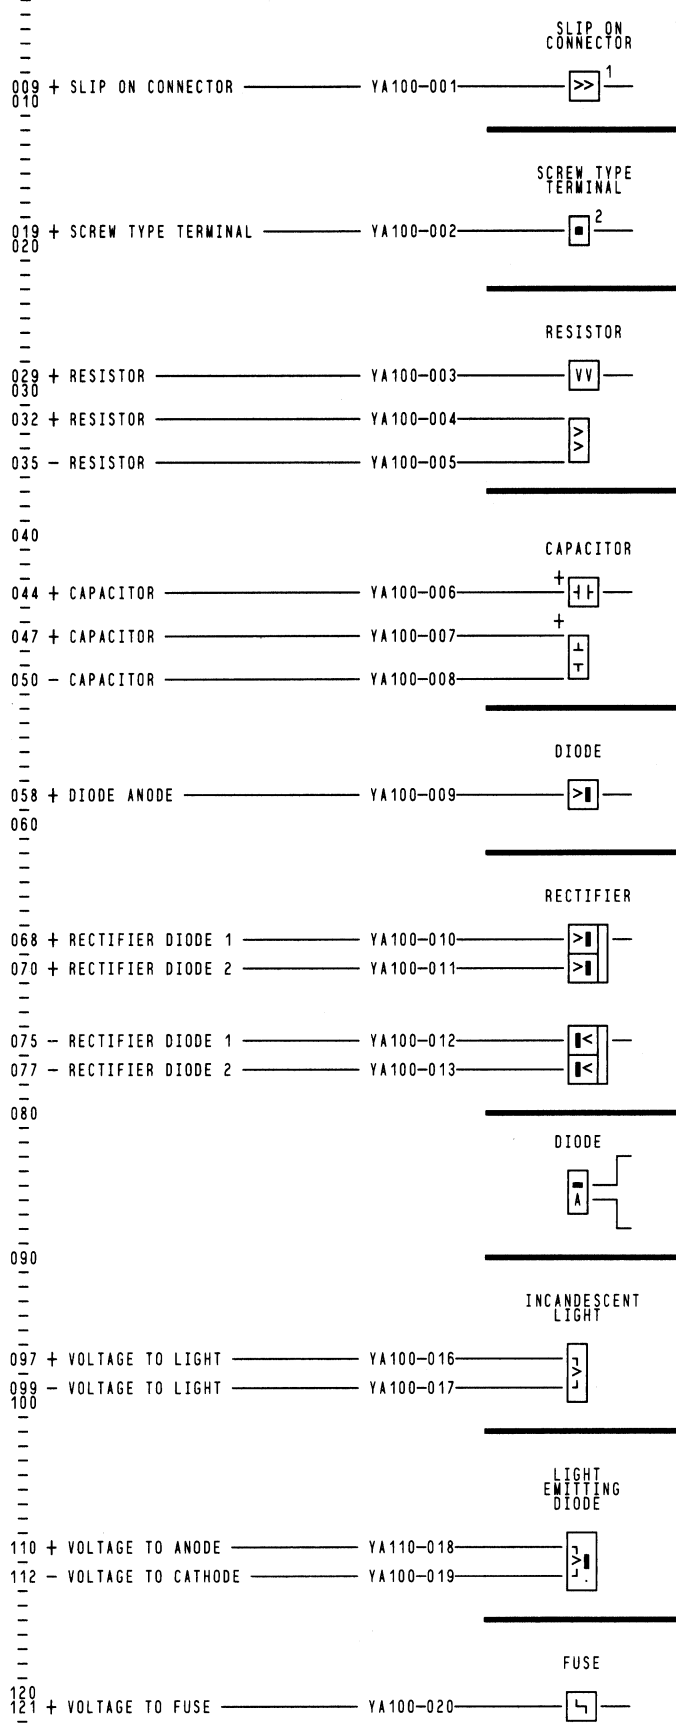 SLIP ON
CONNECTOR
009 + SLIP ON CONNECTOR YA100-001 >> 1
010
SCREW TYPE
TERMINAL
019 + SCREW TYPE TERMINAL YA100-002 2
020
RESISTOR
029 + RESISTOR YA100-003 VV
030
032 + RESISTOR YA100-004
>
>
035 - RESISTOR YA100-005
040
CAPACITOR
+
044 + CAPACITOR YA100-006
+
047 + CAPACITOR YA100-007
050 - CAPACITOR YA100-008
DIODE
058 + DIODE ANODE YA100-009 >
060
RECTIFIER
068 + RECTIFIER DIODE 1 YA100-010 >
070 + RECTIFIER DIODE 2 YA100-011 >
075 - RECTIFIER DIODE 1 YA100-012 <
077 - RECTIFIER DIODE 2 YA100-013 <
080
DIODE
A
090
INCANDESCENT
LIGHT
097 + VOLTAGE TO LIGHT YA100-016
>
099 - VOLTAGE TO LIGHT YA100-017
100
LIGHT
EMITTING
DIODE
110 + VOLTAGE TO ANODE YA110-018
>
112 - VOLTAGE TO CATHODE YA100-019
FUSE
120
121 + VOLTAGE TO FUSE YA100-020